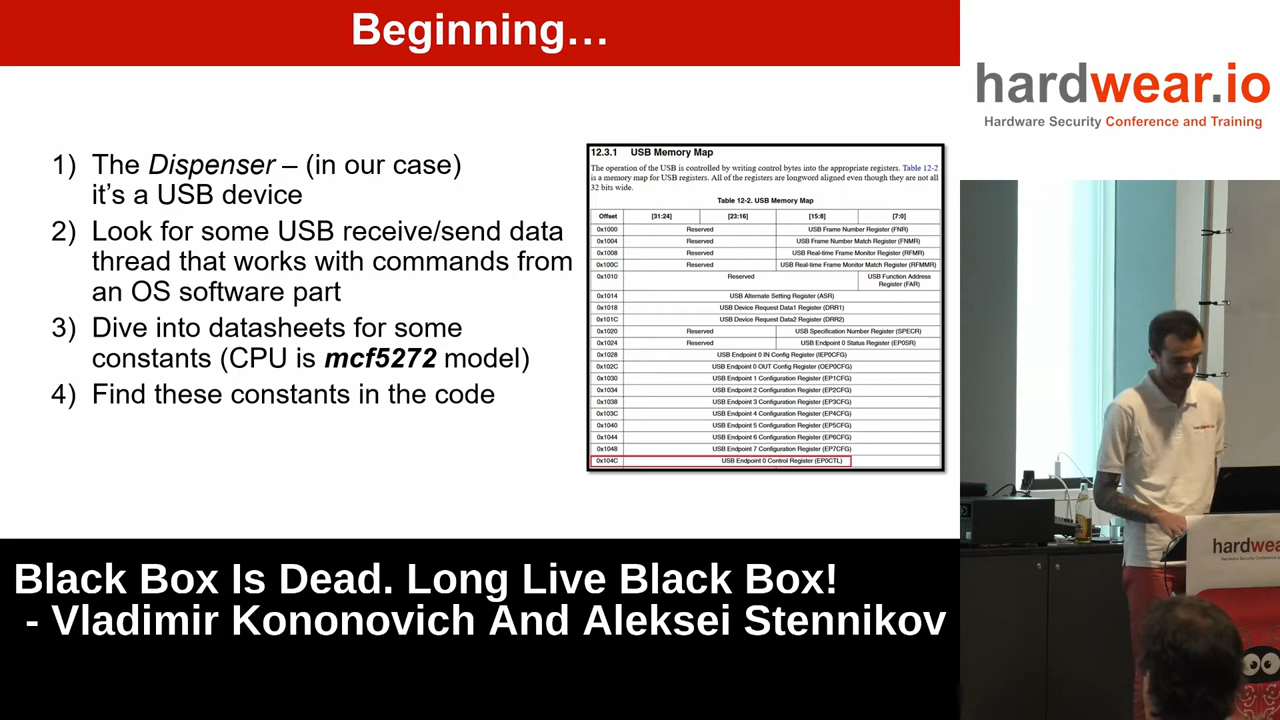 Beginning…
1) The Dispenser – (in our case)
it's a USB device
2) Look for some USB receive/send data
thread that works with commands from
an OS software part
3) Dive into datasheets for some
constants (CPU is mcf5272 model)
4) Find these constants in the code
12.3.1 USB Memory Map
The operation of the USB is controlled by writing control bytes into the appropriate registers. Table 12-2
is a memory map for USB registers. All of the registers are longword aligned even though they are not all
32 bits wide.
Table 12-2. USB Memory Map
Offset [31:24] [23:16] [15:8] [7:0]
0x1000 Reserved USB Frame Number Register (FNR)
0x1004 Reserved USB Frame Number Match Register (FNMR)
0x1008 Reserved USB Real-time Frame Monitor Register (RFMR)
0x100C Reserved USB Real-time Frame Monitor Match Register (RFMMR)
0x1010 Reserved USB Function Address
Register (FAR)
0x1014 USB Alternate Setting Register (ASR)
0x1018 USB Device Request Data1 Register (DRR1)
0x101C USB Device Request Data2 Register (DRR2)
0x1020 Reserved USB Specification Number Register (SPECR)
0x1024 Reserved USB Endpoint 0 Status Register (EP0SR)
0x1028 USB Endpoint 0 IN Config Register (IEP0CFG)
0x102C USB Endpoint 0 OUT Config Register (OEP0CFG)
0x1030 USB Endpoint 1 Configuration Register (EP1CFG)
0x1034 USB Endpoint 2 Configuration Register (EP2CFG)
0x1038 USB Endpoint 3 Configuration Register (EP3CFG)
0x103C USB Endpoint 4 Configuration Register (EP4CFG)
0x1040 USB Endpoint 5 Configuration Register (EP5CFG)
0x1044 USB Endpoint 6 Configuration Register (EP6CFG)
0x1048 USB Endpoint 7 Configuration Register (EP7CFG)
0x104C USB Endpoint 0 Control Register (EP0CTL)
hardwear.io
Hardware Security Conference and Training
hardwea
Black Box Is Dead. Long Live Black Box!
- Vladimir Kononovich And Aleksei Stennikov